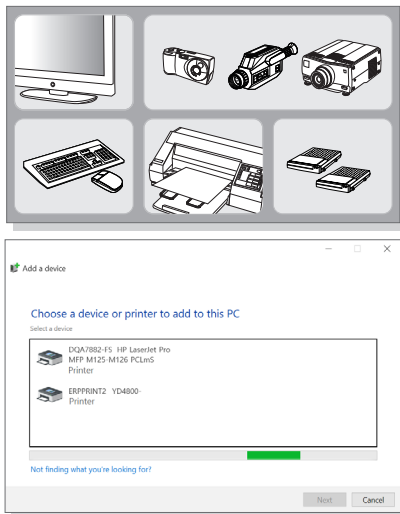 Add a device
Choose a device or printer to add to this PC
Select a device
DQA7882-FS HP LaserJet Pro
MFP M125-M126 PCLmS
Printer
ERPPRINT2 YD4800-
Printer
Not finding what you're looking for?
Next Cancel